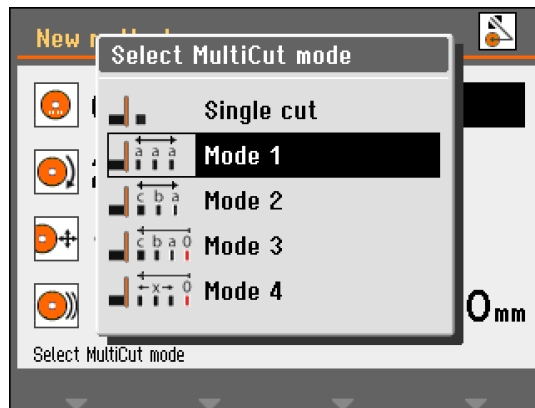 New
Select MultiCut mode
Single cut
a a a
Mode 1
c b a
Mode 2
c b a 0
Mode 3
x 0
Mode 4
0mm
Select MultiCut mode